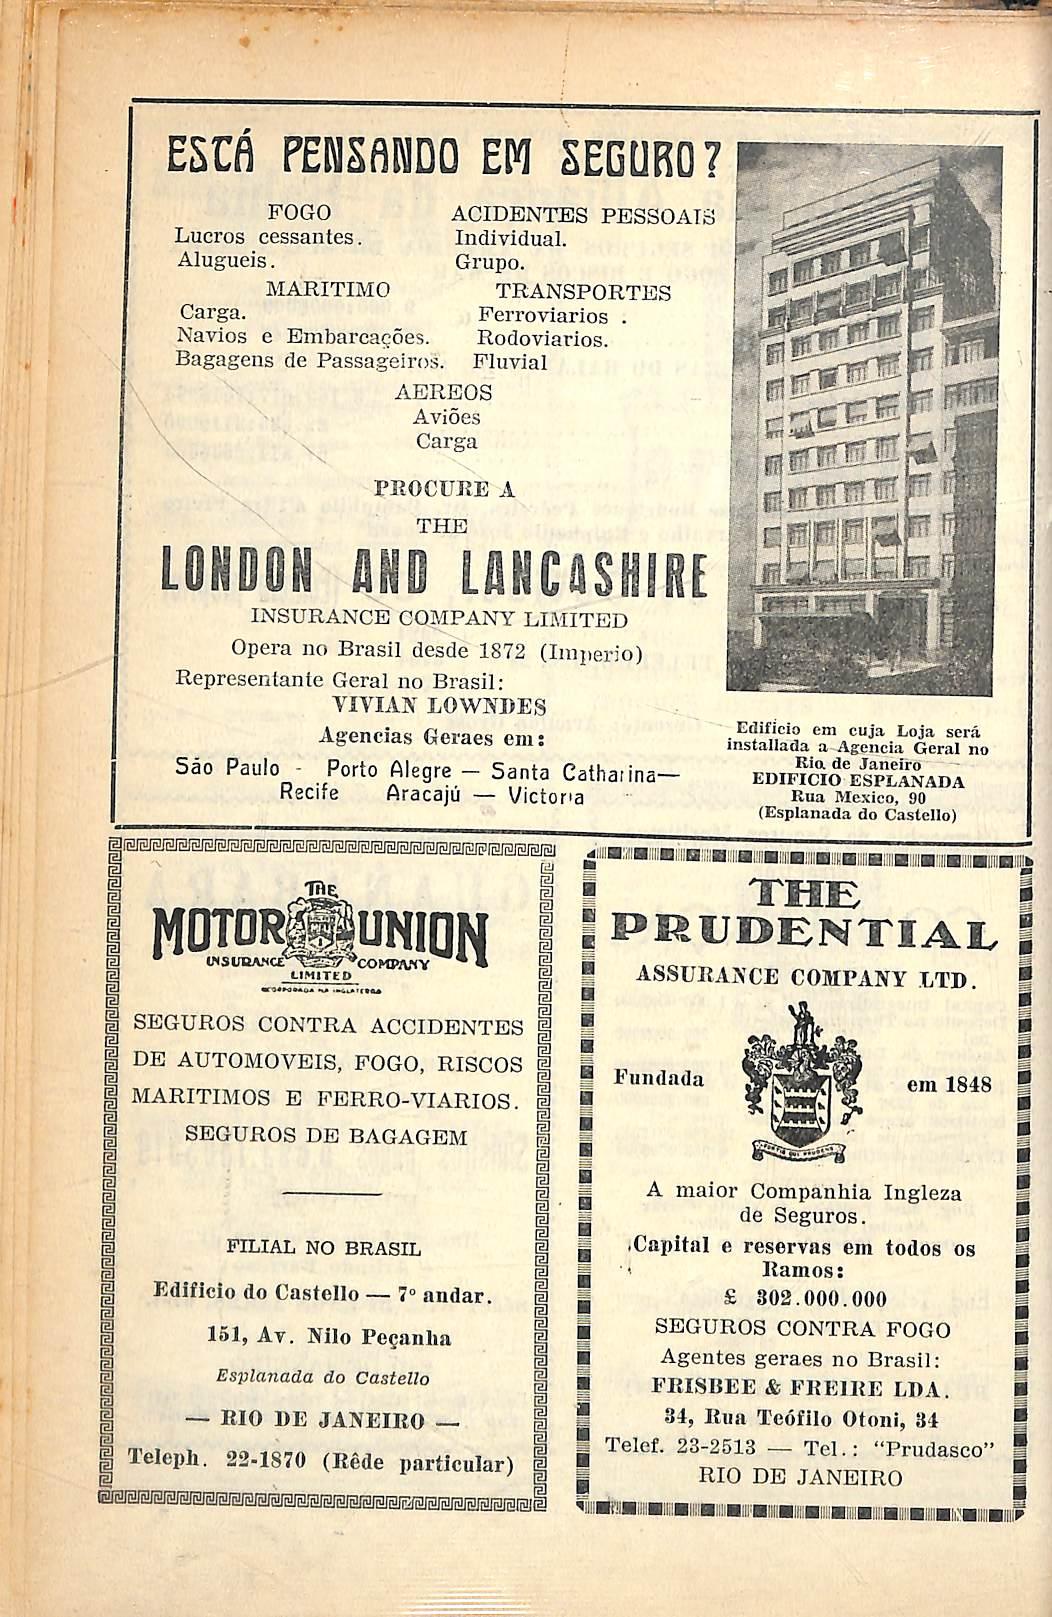 ESTÁ PENSANDO EM SEGURO?
FOGO
Lucros cessantes.
Alugueis.
MARITIMO
Carga.
Navios e Embarcações.
Bagagens de Passageiros.
ACIDENTES PESSOAIS
Individual.
Grupo.
TRANSPORTES
Ferroviarios .
Rodoviarios.
Fluvial
AEREOS
Aviões
Carga
PROCURE A
THE
LONDON AND LANCASHIRE
INSURANCE COMPANY LIMITED
Opera no Brasil desde 1872 (Imperio)
Representante Geral no Brasil:
VIVIAN LOWNDES
Agencias Geraes em:
São Paulo - Porto Alegre — Santa Catharina—
Recife Aracajú — Victoria
Edificio em cuja Loja será
installada a Agencia Geral no
Rio de Janeiro
EDIFICIO ESPLANADA
Rua Mexico, 90
(Esplanada do Castello)
THE
MOTOR UNION
INSURANCE COMPANY
LIMITED
INCORPORADA NA INGLATERRA
SEGUROS CONTRA ACCIDENTES
DE AUTOMOVEIS, FOGO, RISCOS
MARITIMOS E FERRO-VIARIOS.
SEGUROS DE BAGAGEM
FILIAL NO BRASIL
Edificio do Castello — 7º andar.
151, Av. Nilo Peçanha
Esplanada do Castello
— RIO DE JANEIRO —
Teleph. 22-1870 (Rêde particular)
THE
PRUDENTIAL
ASSURANCE COMPANY LTD.
Fundada em 1848
FORTIS QUI PRUDENS
A maior Companhia Ingleza
de Seguros.
Capital e reservas em todos os
Ramos:
£ 302.000.000
SEGUROS CONTRA FOGO
Agentes geraes no Brasil:
FRISBEE & FREIRE LDA.
34, Rua Teófilo Otoni, 34
Telef. 23-2513 — Tel.: "Prudasco"
RIO DE JANEIRO